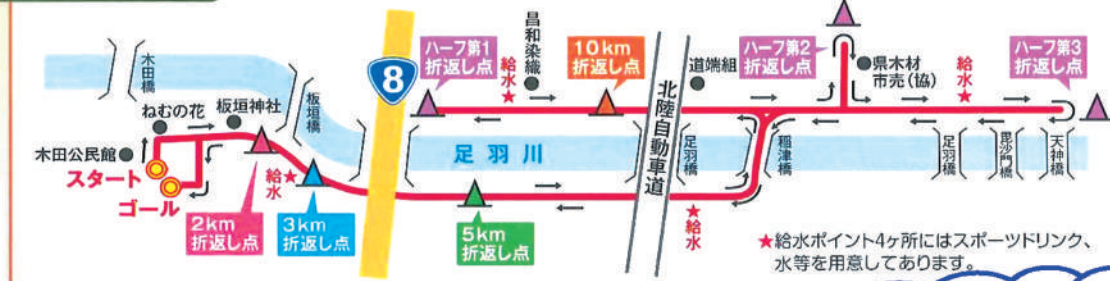 木田橋
ねむの花
板垣神社
板垣橋
木田公民館
スタート
ゴール
2km
折返し点
給水
3km
折返し点
8
ハーフ第1
折返し点
給水
昌和染織
10km
折返し点
足羽川
5km
折返し点
北陸自動車道
道端組
足羽橋
給水
稲津橋
ハーフ第2
折返し点
県木材
市売(協)
給水
ハーフ第3
折返し点
足羽橋
毘沙門橋
天神橋
★給水ポイント4ヶ所にはスポーツドリンク、
水等を用意してあります。